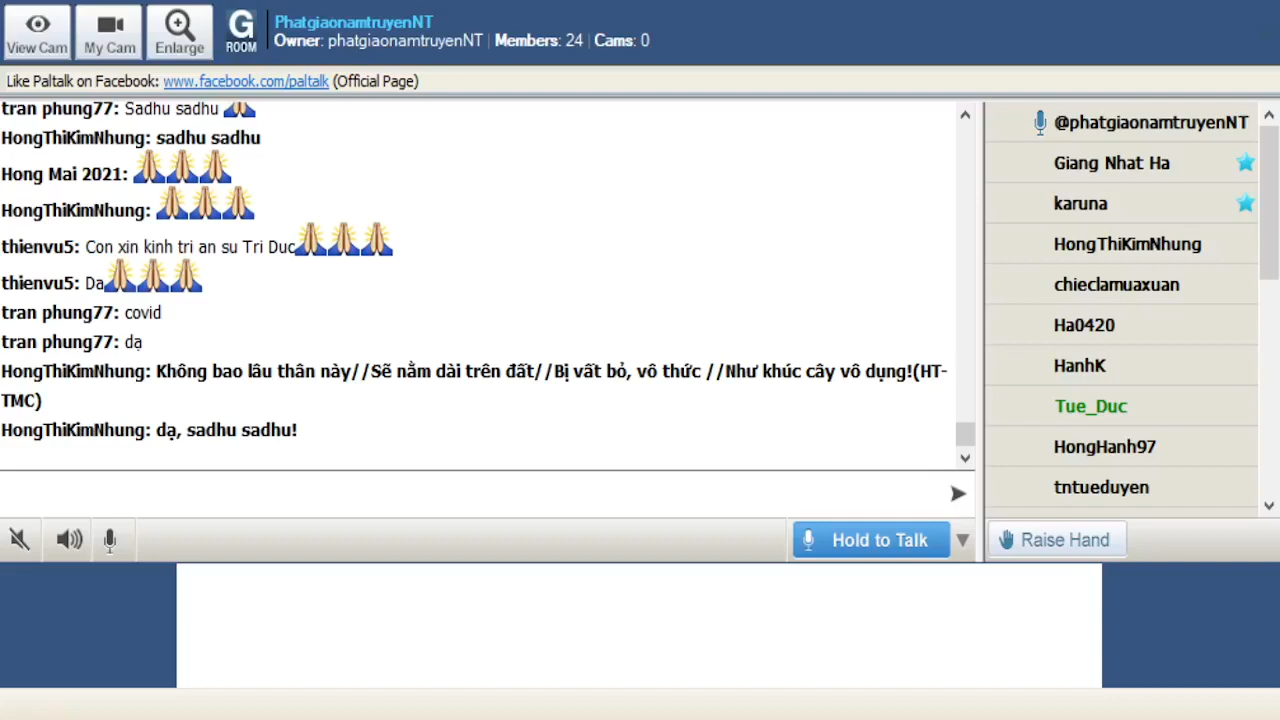 View Cam
My Cam
Enlarge
G
ROOM
PhatgiaonamtruyenNT
Owner: phatgiaonamtruyenNT | Members: 24 | Cams: 0
Like Paltalk on Facebook: www.facebook.com/paltalk (Official Page)
tran phung77: Sadhu sadhu 🙏
HongThiKimNhung: sadhu sadhu
Hong Mai 2021: 🙏🙏🙏
HongThiKimNhung: 🙏🙏🙏
thienvu5: Con xin kinh tri an su Tri Duc🙏🙏🙏
thienvu5: Da🙏🙏🙏
tran phung77: covid
tran phung77: dạ
HongThiKimNhung: Không bao lâu thân này//Sẽ nằm dài trên đất//Bị vất bỏ, vô thức //Như khúc cây vô dụng!(HT-
TMC)
HongThiKimNhung: dạ, sadhu sadhu!
@phatgiaonamtruyenNT
Giang Nhat Ha
karuna
HongThiKimNhung
chieclamuaxuan
Ha0420
HanhK
Tue_Duc
HongHanh97
tntueduyen
Hold to Talk
Raise Hand